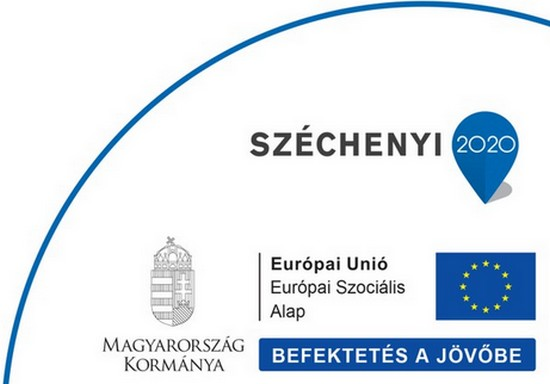 SZÉCHENYI 2020
Európai Unió
Európai Szociális
Alap
MAGYARORSZÁG
KORMÁNYA
BEFEKTETÉS A JÖVŐBE